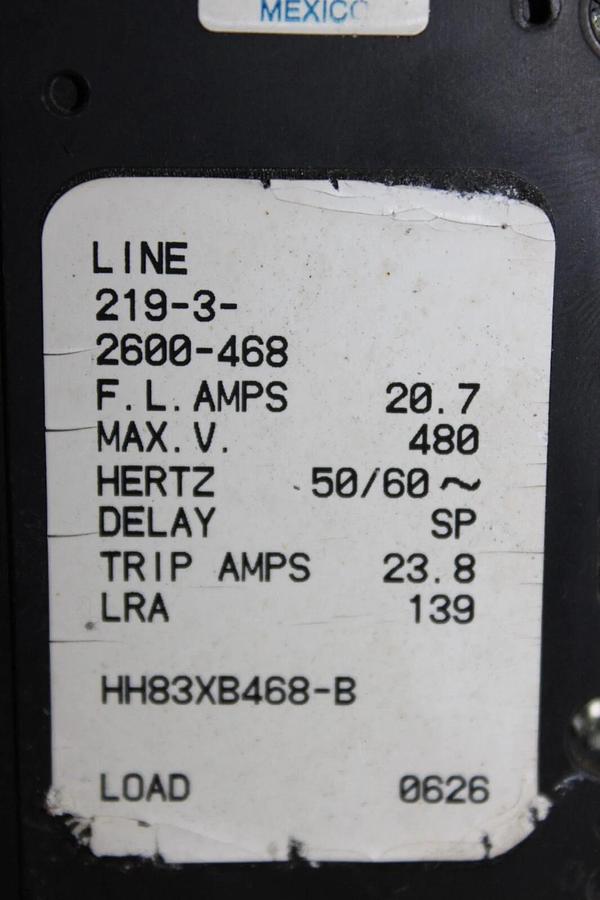 MEXICO
LINE
219-3-
2600-468
F.L.AMPS 20.7
MAX.V. 480
HERTZ 50/60~
DELAY SP
TRIP AMPS 23.8
LRA 139
HH83XB468-B
LOAD 0626